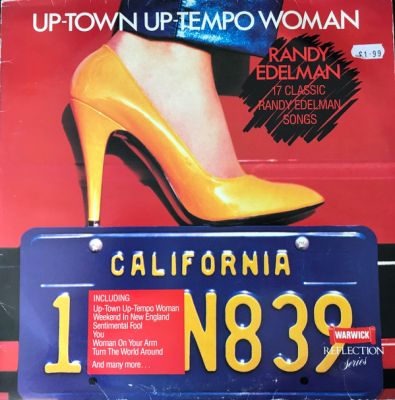 UP-TOWN UP-TEMPO WOMAN
£1.99
RANDY
EDELMAN
17 CLASSIC
RANDY EDELMAN
SONGS
CALIFORNIA
1 N839
INCLUDING
Up-Town Up-Tempo Woman
Weekend In New England
Sentimental Fool
You
Woman On Your Arm
Turn The World Around
And many more...
WARWICK
REFLECTION
series